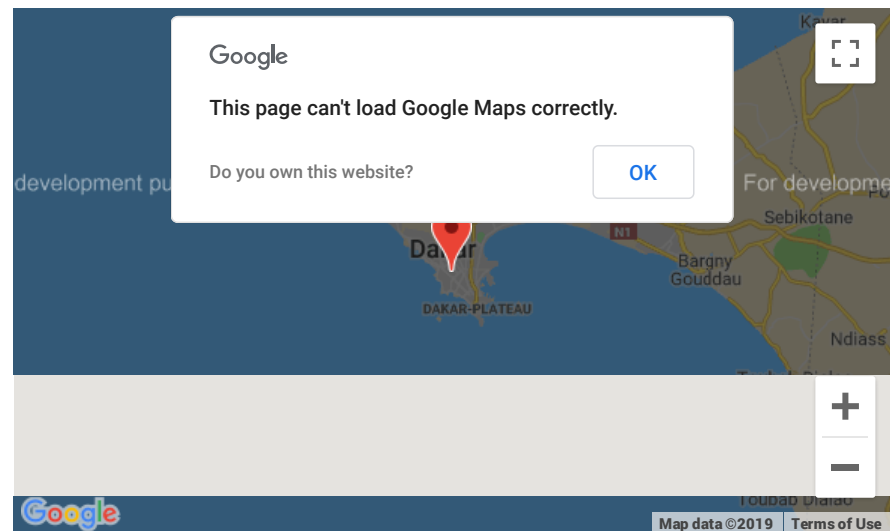 Kayar
Google
This page can't load Google Maps correctly.
Do you own this website?
OK
development pu
For developme
Sebikotane
N1
Dakar
Bargny
Gouddau
DAKAR-PLATEAU
Ndiass
Toubab Dialao
Google
Map data ©2019
Terms of Use